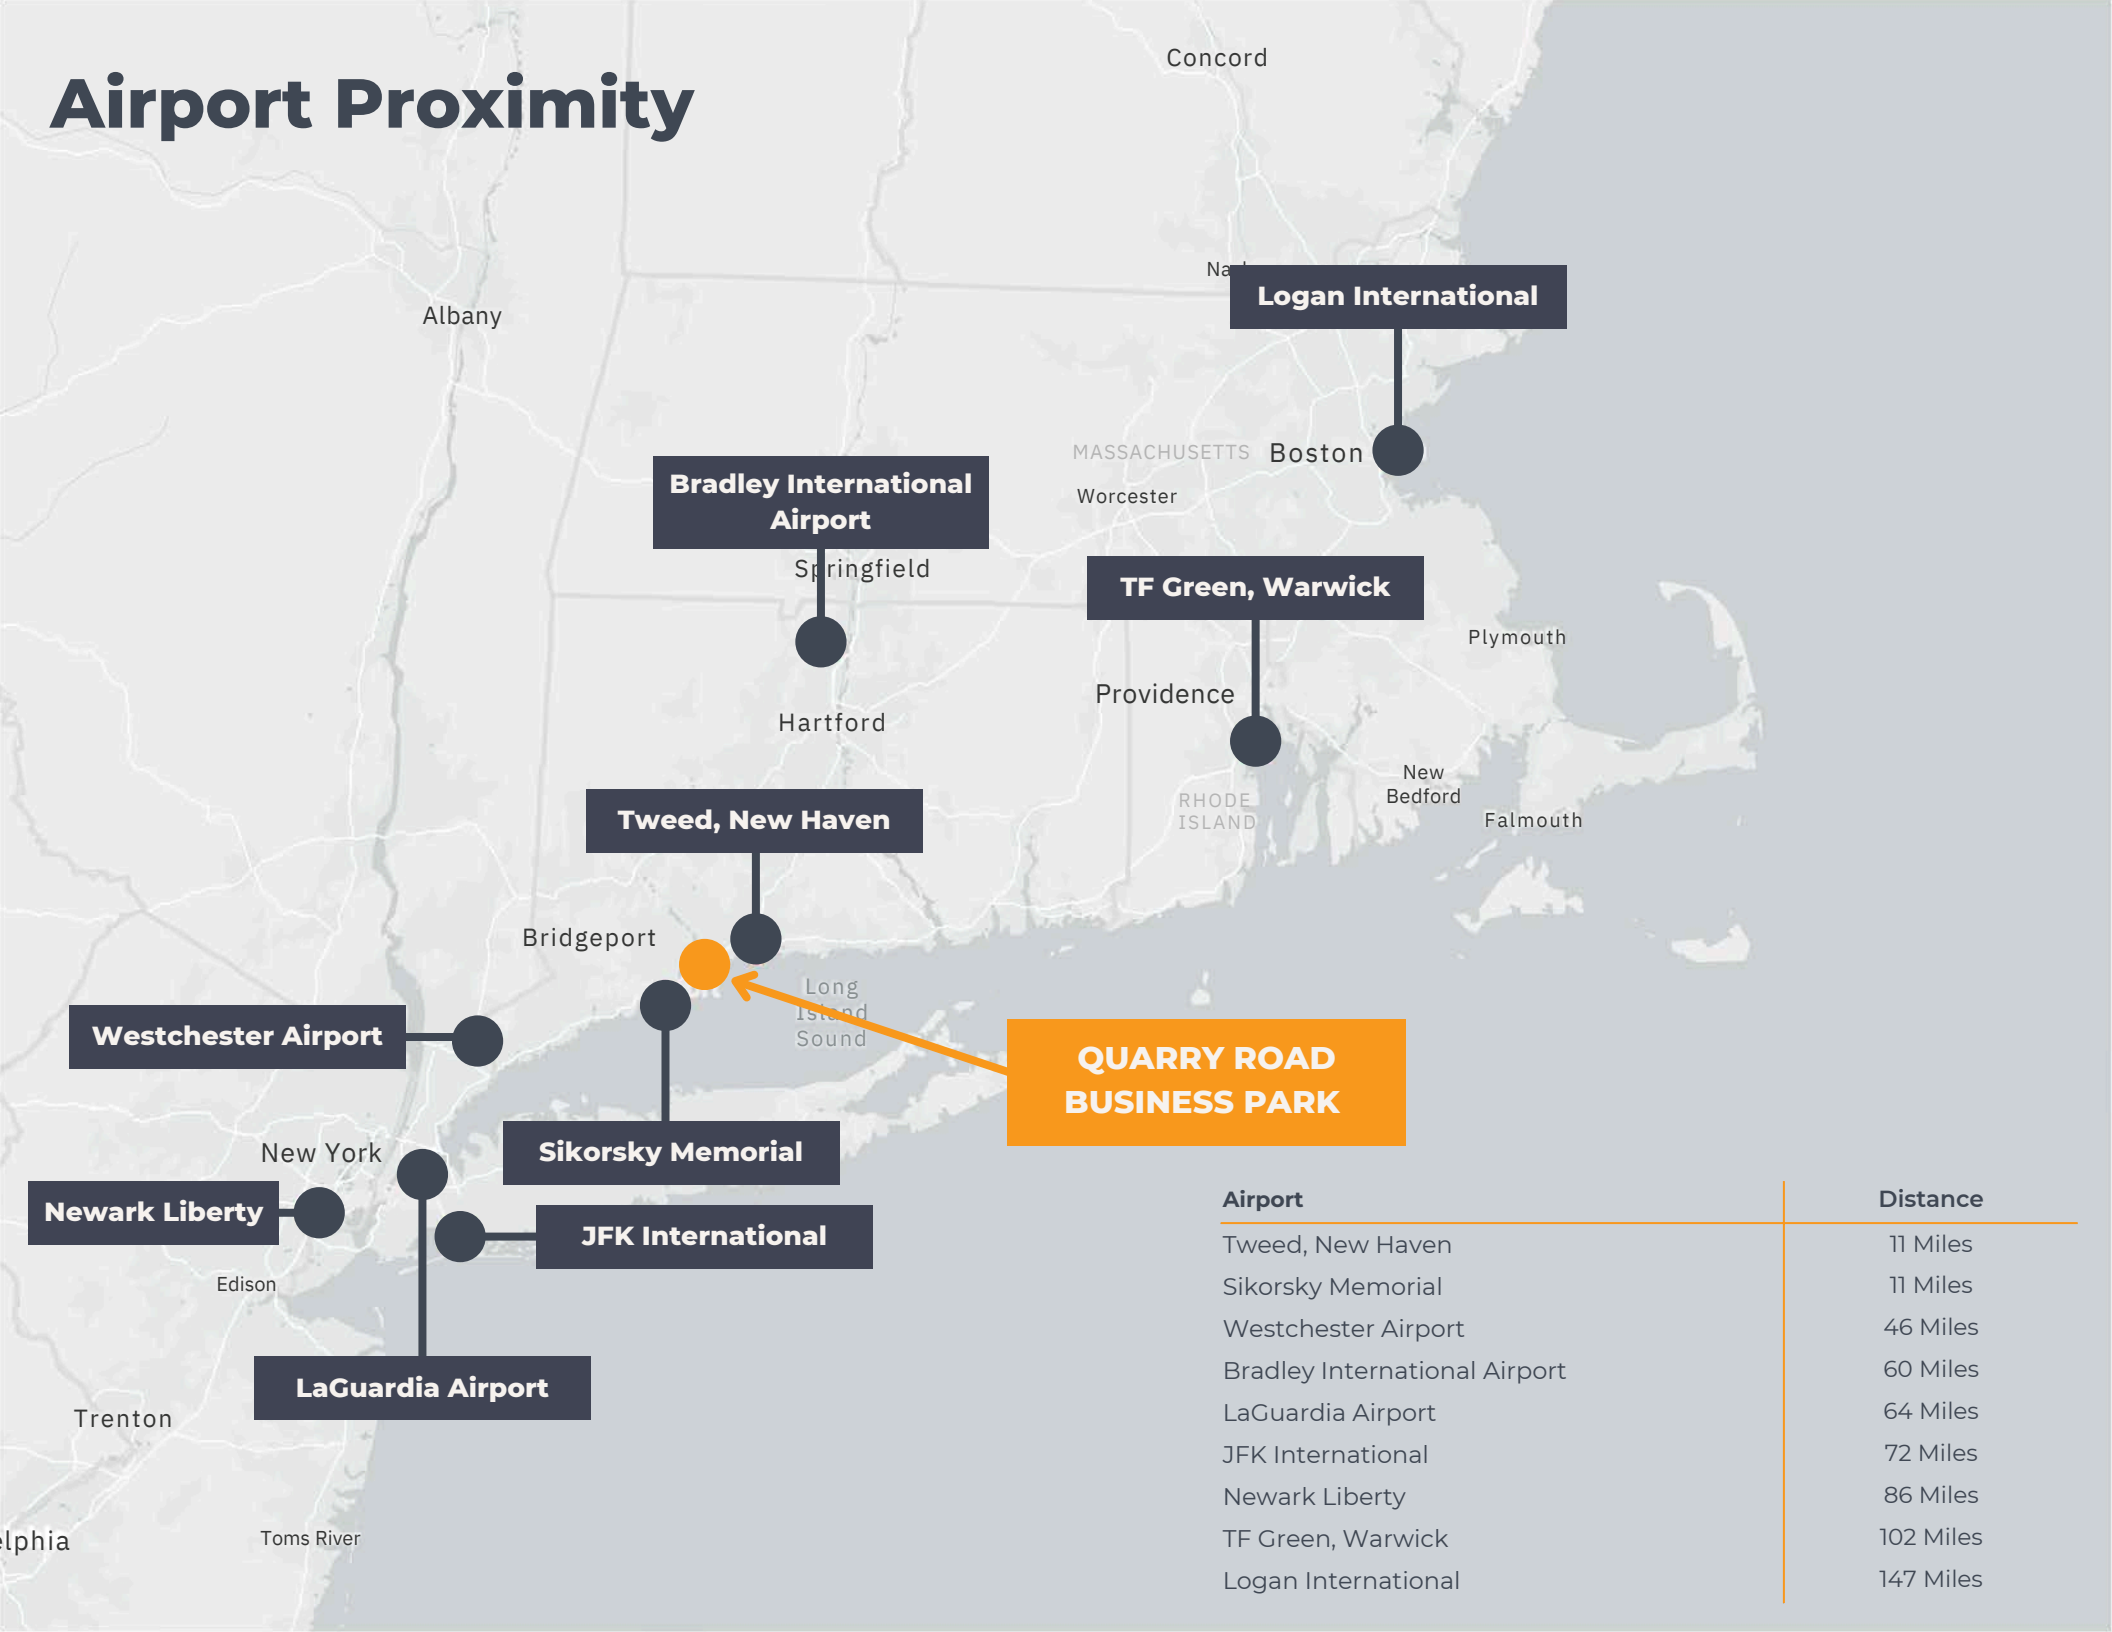 Airport Proximity
Concord
Albany
Logan International
MASSACHUSETTS
Boston
Worcester
Bradley International
Airport
Springfield
TF Green, Warwick
Plymouth
Providence
Hartford
New
Bedford
RHODE
ISLAND
Falmouth
Tweed, New Haven
Bridgeport
Long
Island
Sound
Westchester Airport
QUARRY ROAD
BUSINESS PARK
Sikorsky Memorial
New York
Newark Liberty
JFK International
Edison
LaGuardia Airport
Trenton
elphia
Toms River
Airport Distance
Tweed, New Haven 11 Miles
Sikorsky Memorial 11 Miles
Westchester Airport 46 Miles
Bradley International Airport 60 Miles
LaGuardia Airport 64 Miles
JFK International 72 Miles
Newark Liberty 86 Miles
TF Green, Warwick 102 Miles
Logan International 147 Miles